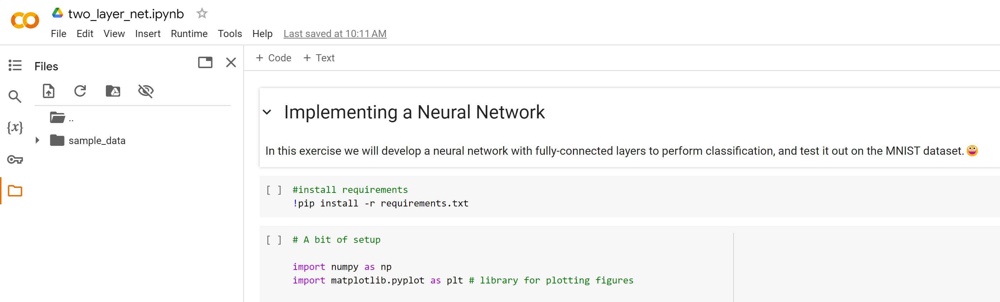 two_layer_net.ipynb
File Edit View Insert Runtime Tools Help Last saved at 10:11 AM
Files
..
sample_data
+ Code + Text
Implementing a Neural Network
In this exercise we will develop a neural network with fully-connected layers to perform classification, and test it out on the MNIST dataset.😀
[ ] #install requirements
!pip install -r requirements.txt
[ ] # A bit of setup
import numpy as np
import matplotlib.pyplot as plt # library for plotting figures
{x}